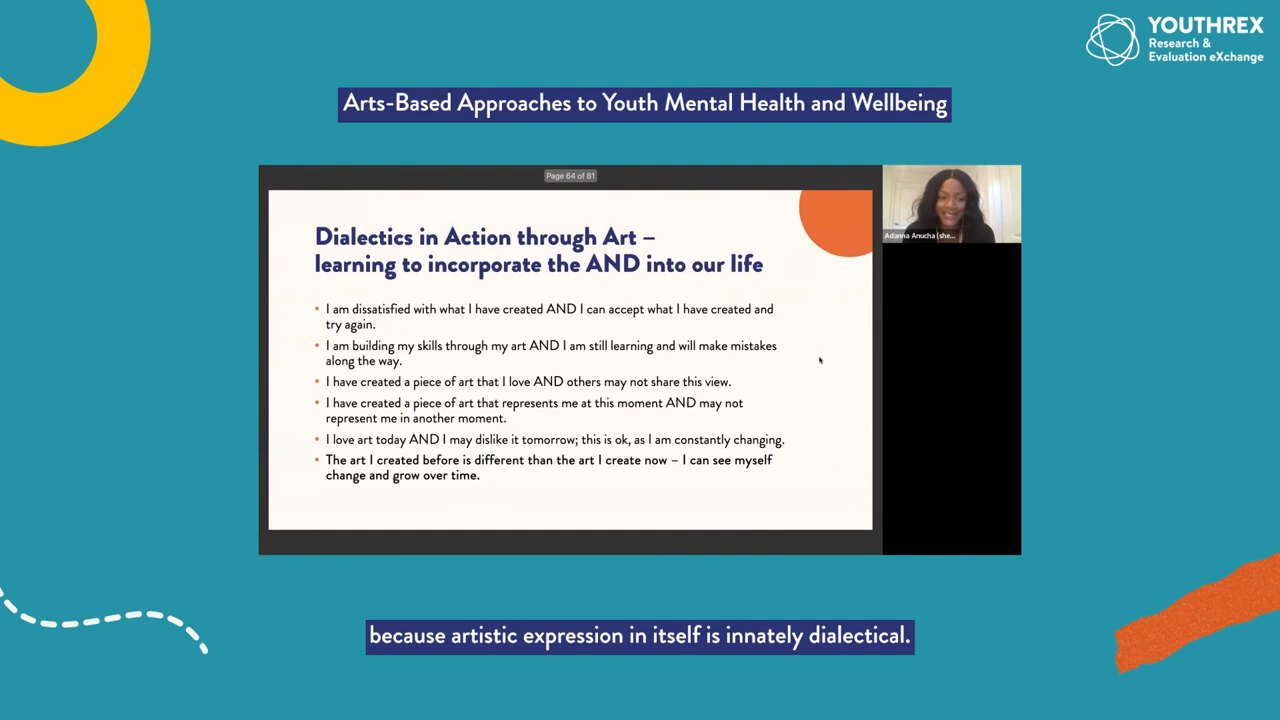 YOUTHREX
Research &
Evaluation eXchange
Arts-Based Approaches to Youth Mental Health and Wellbeing
Page 64 of 81
Dialectics in Action through Art –
learning to incorporate the AND into our life
• I am dissatisfied with what I have created AND I can accept what I have created and
try again.
• I am building my skills through my art AND I am still learning and will make mistakes
along the way.
• I have created a piece of art that I love AND others may not share this view.
• I have created a piece of art that represents me at this moment AND may not
represent me in another moment.
• I love art today AND I may dislike it tomorrow; this is ok, as I am constantly changing.
• The art I created before is different than the art I create now – I can see myself
change and grow over time.
Adanna Anucha (she...
because artistic expression in itself is innately dialectical.